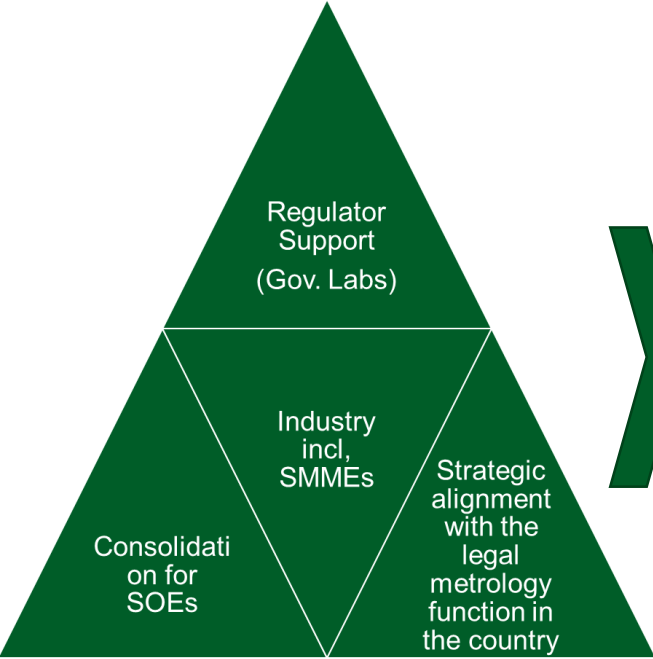 Regulator
Support
(Gov. Labs)
Industry
incl,
SMMEs
Consolidati
on for
SOEs
Strategic
alignment
with the
legal
metrology
function in
the country